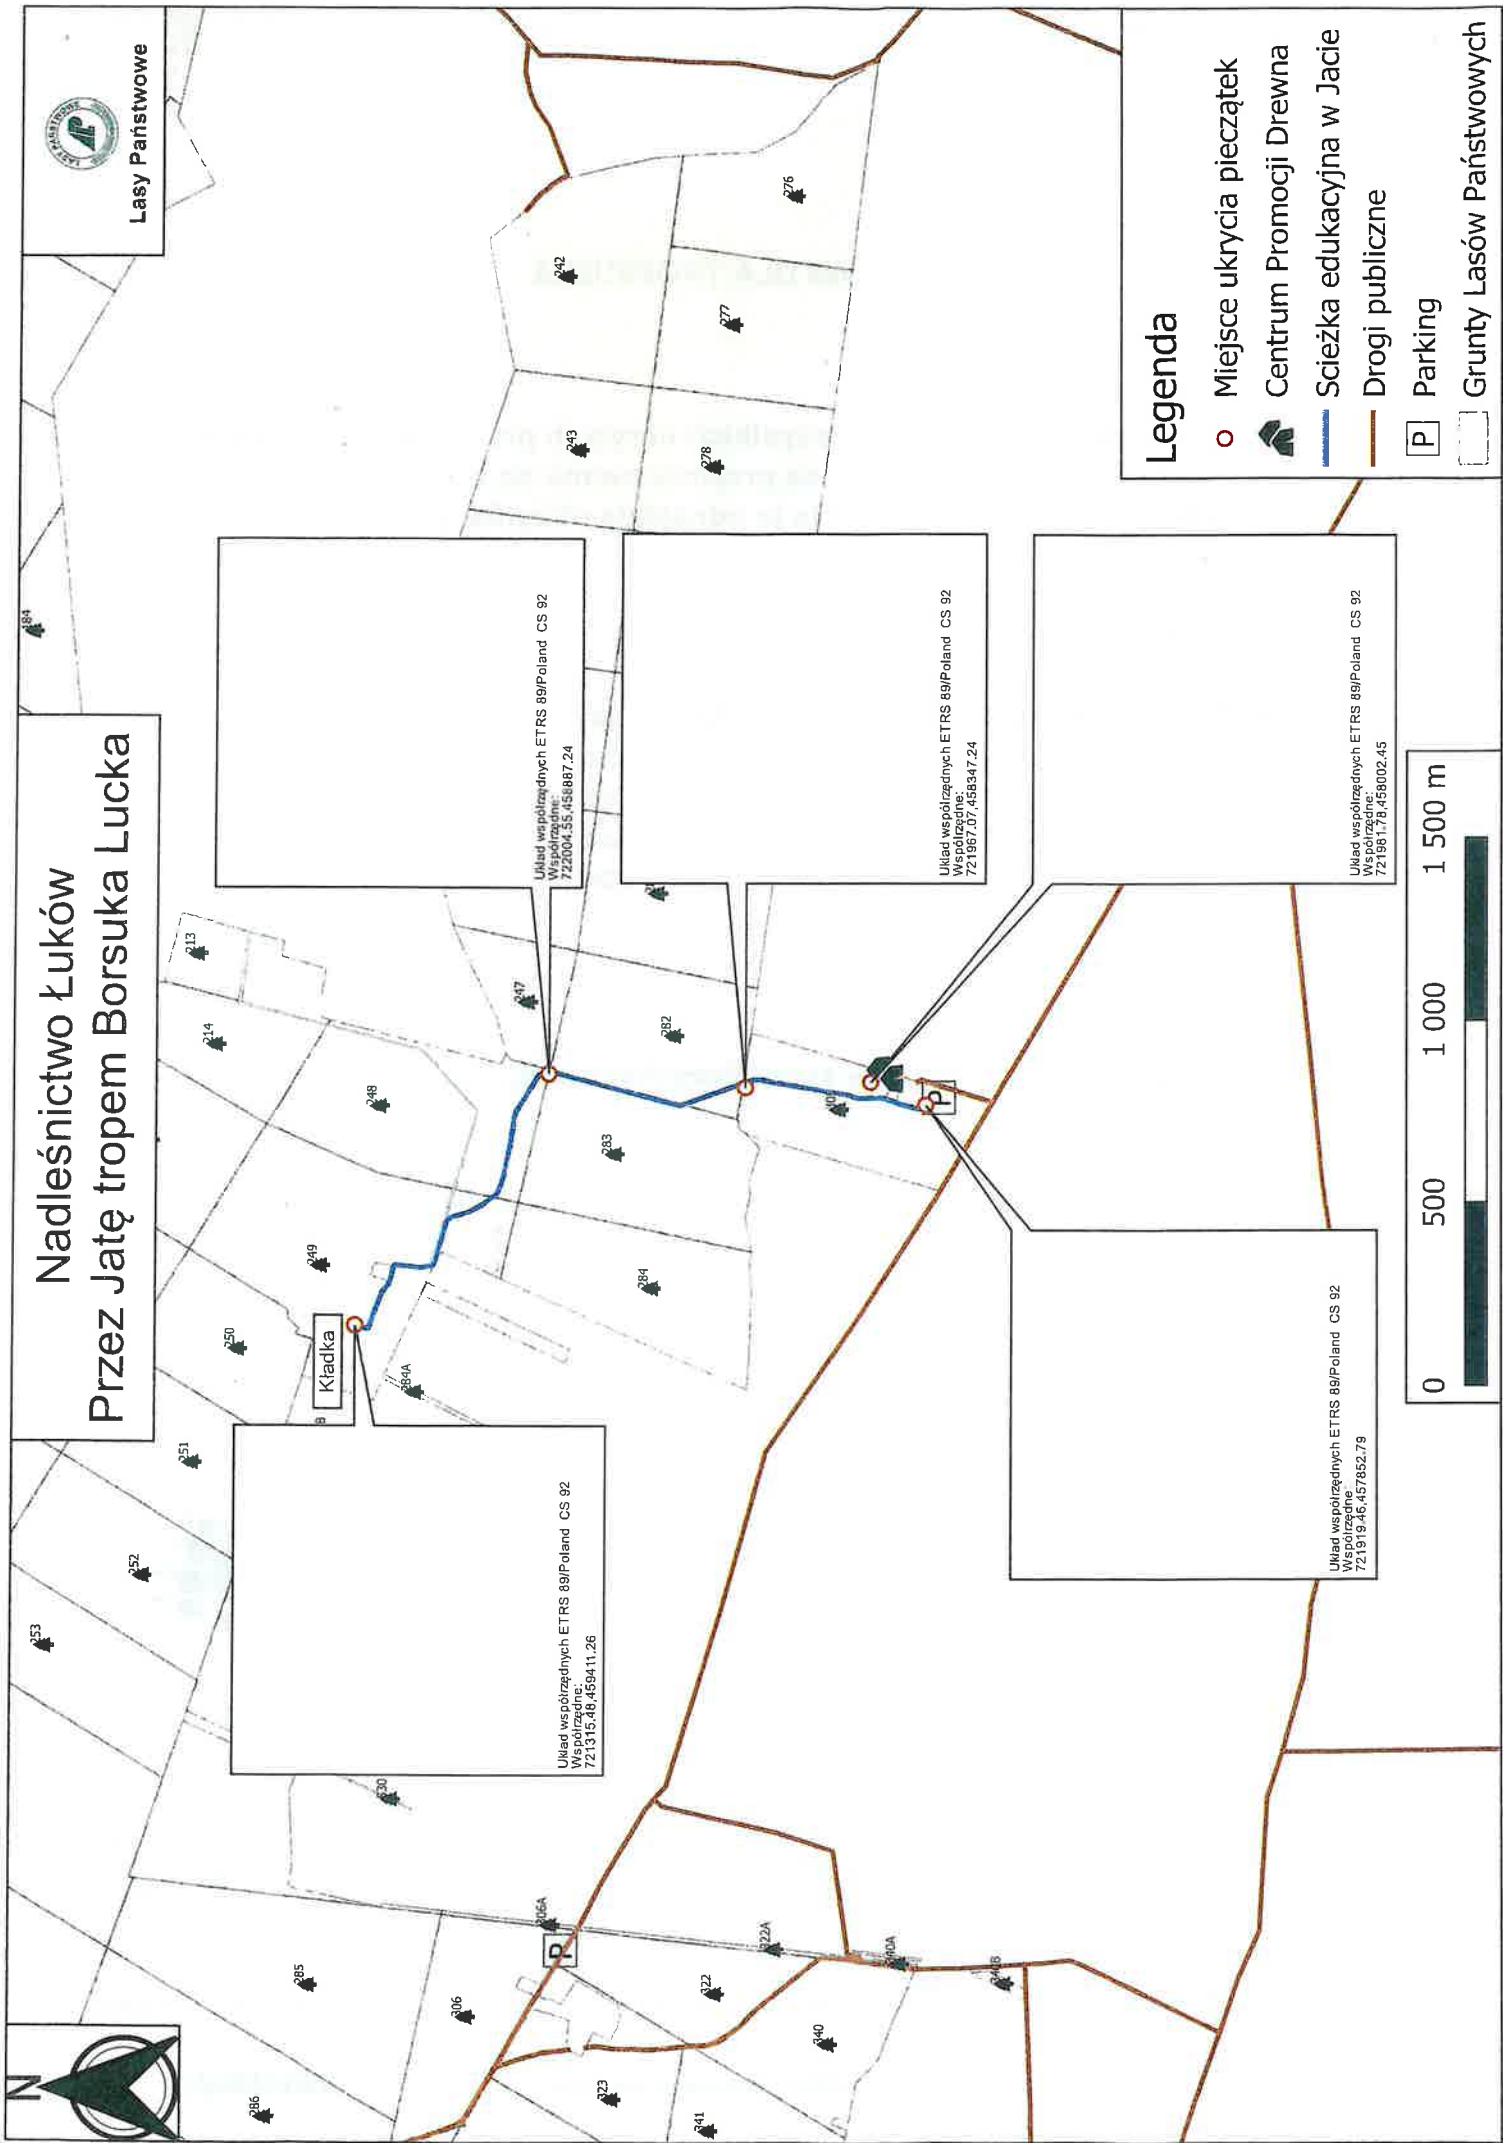 N
Nadleśnictwo Łuków
Przez Jatę tropem Borsuka Lucka
LASY PAŃSTWOWE
Lasy Państwowe
184
213
214
242
243
247
248
249
250
251
252
253
276
277
278
282
283
284
284A
285
286
306
306A
322
322A
323
330
340
340A
340B
341
B
Kładka
P
P
Układ współrzędnych ETRS 89/Poland CS 92
Współrzędne:
721315.48,459411.26
Układ współrzędnych ETRS 89/Poland CS 92
Współrzędne:
722004.55,458887.24
Układ współrzędnych ETRS 89/Poland CS 92
Współrzędne:
721967.07,458347.24
Układ współrzędnych ETRS 89/Poland CS 92
Współrzędne:
721981.78,458002.45
Układ współrzędnych ETRS 89/Poland CS 92
Współrzędne:
721919.46,457852.79
0 500 1 000 1 500 m
Legenda
Miejsce ukrycia pieczątek
Centrum Promocji Drewna
Scieżka edukacyjna w Jacie
Drogi publiczne
P Parking
Grunty Lasów Państwowych